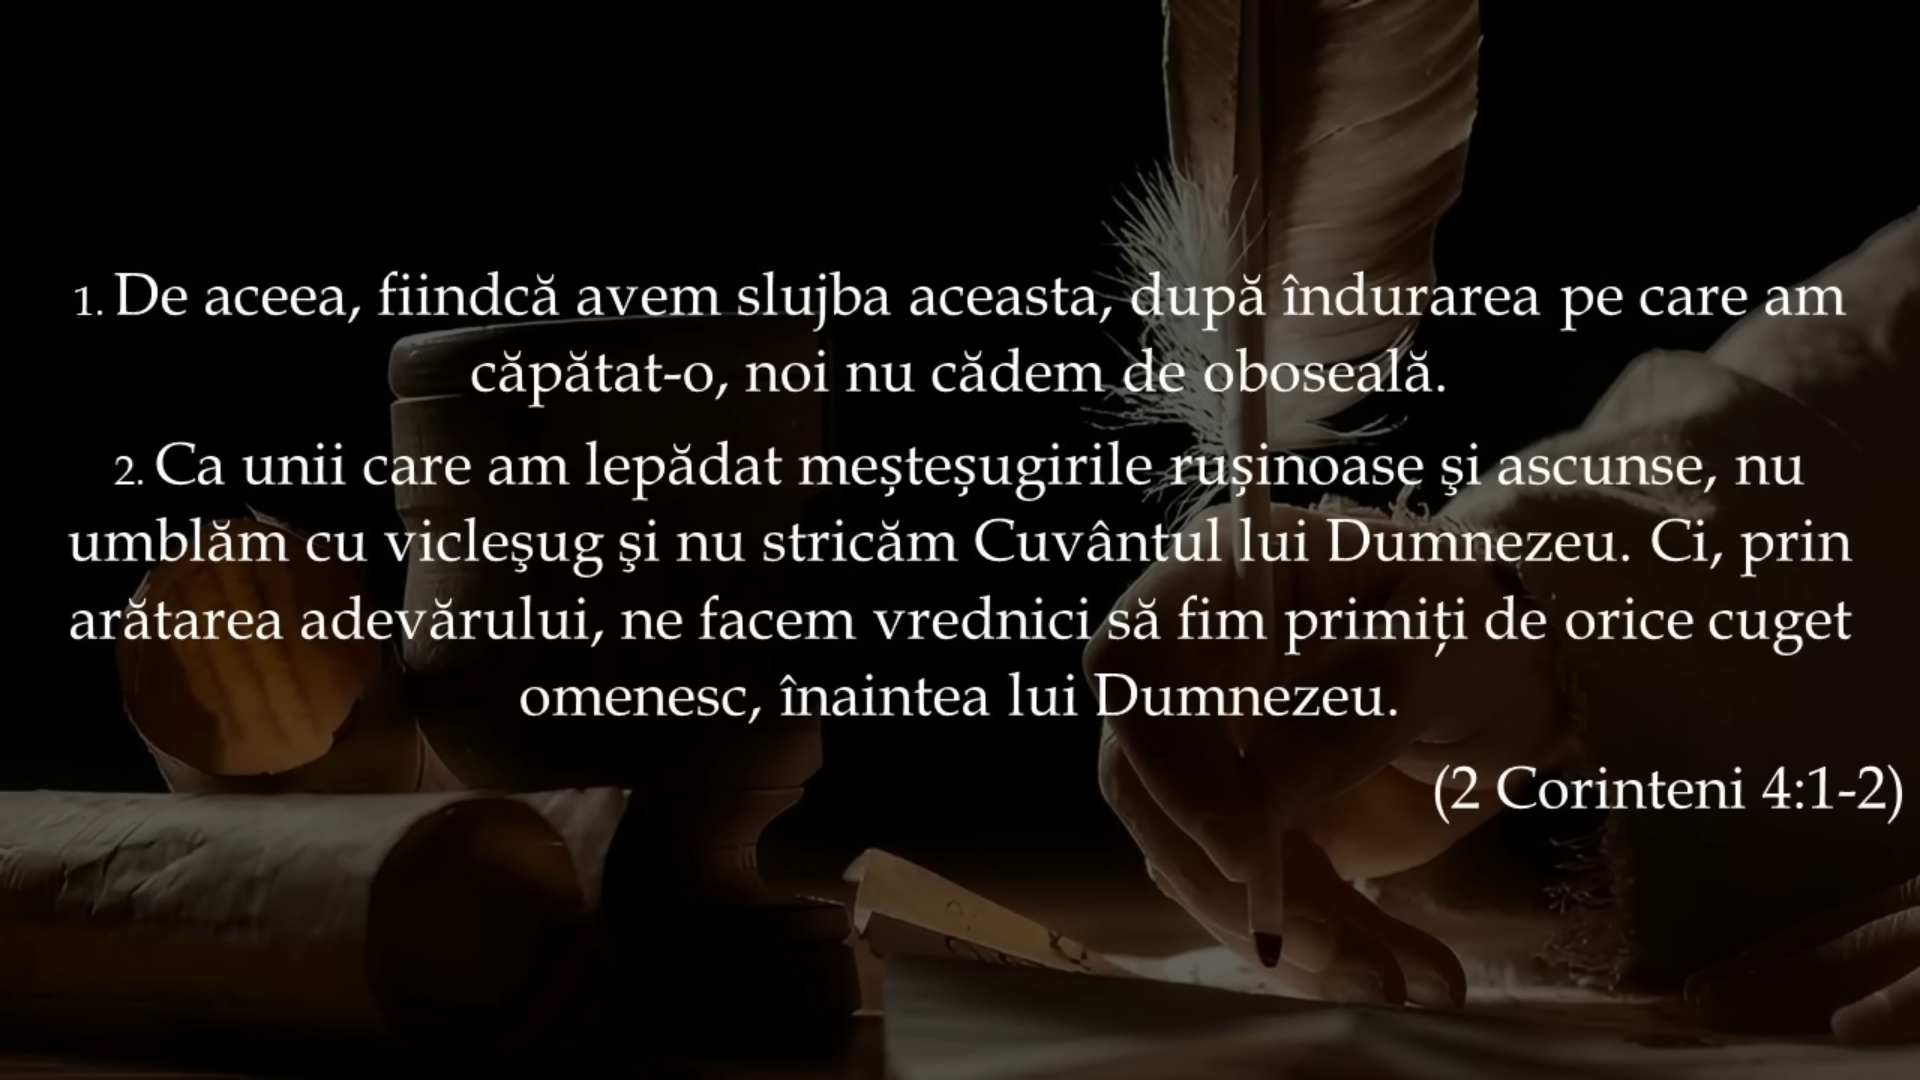 1. De aceea, fiindcă avem slujba aceasta, după îndurarea pe care am
căpătat-o, noi nu cădem de oboseală.
2. Ca unii care am lepădat meșteșugirile rușinoase şi ascunse, nu
umblăm cu vicleşug şi nu stricăm Cuvântul lui Dumnezeu. Ci, prin
arătarea adevărului, ne facem vrednici să fim primiți de orice cuget
omenesc, înaintea lui Dumnezeu.
(2 Corinteni 4:1-2)